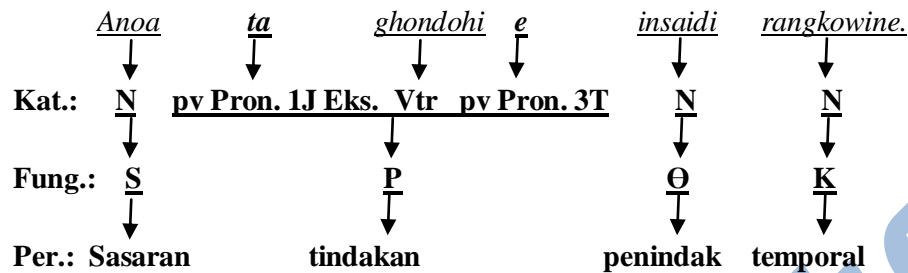 Anoa ta ghondohi e insaidi rangkowine.
Kat.: N pv Pron. 1J Eks. Vtr pv Pron. 3T N N
Fung.: S P Ɵ K
Per.: Sasaran tindakan penindak temporal